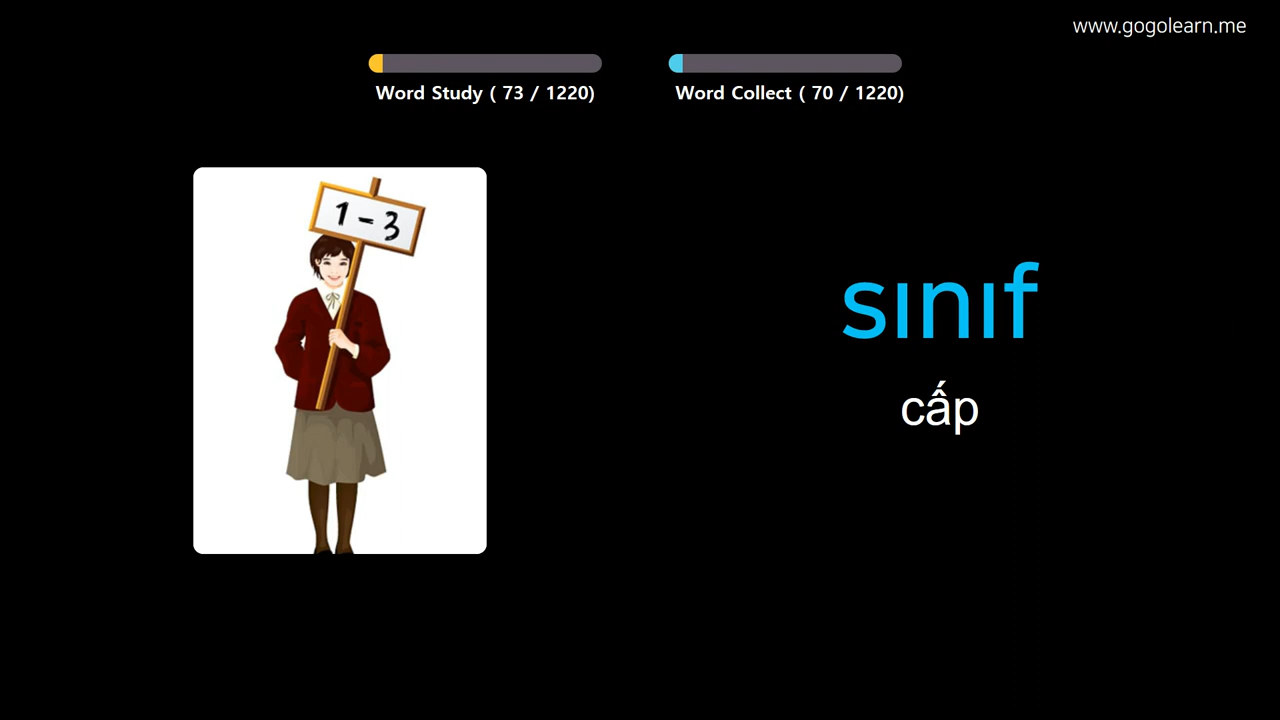 www.gogolearn.me
Word Study ( 73 / 1220)
Word Collect ( 70 / 1220)
1 - 3
sınıf
cấp